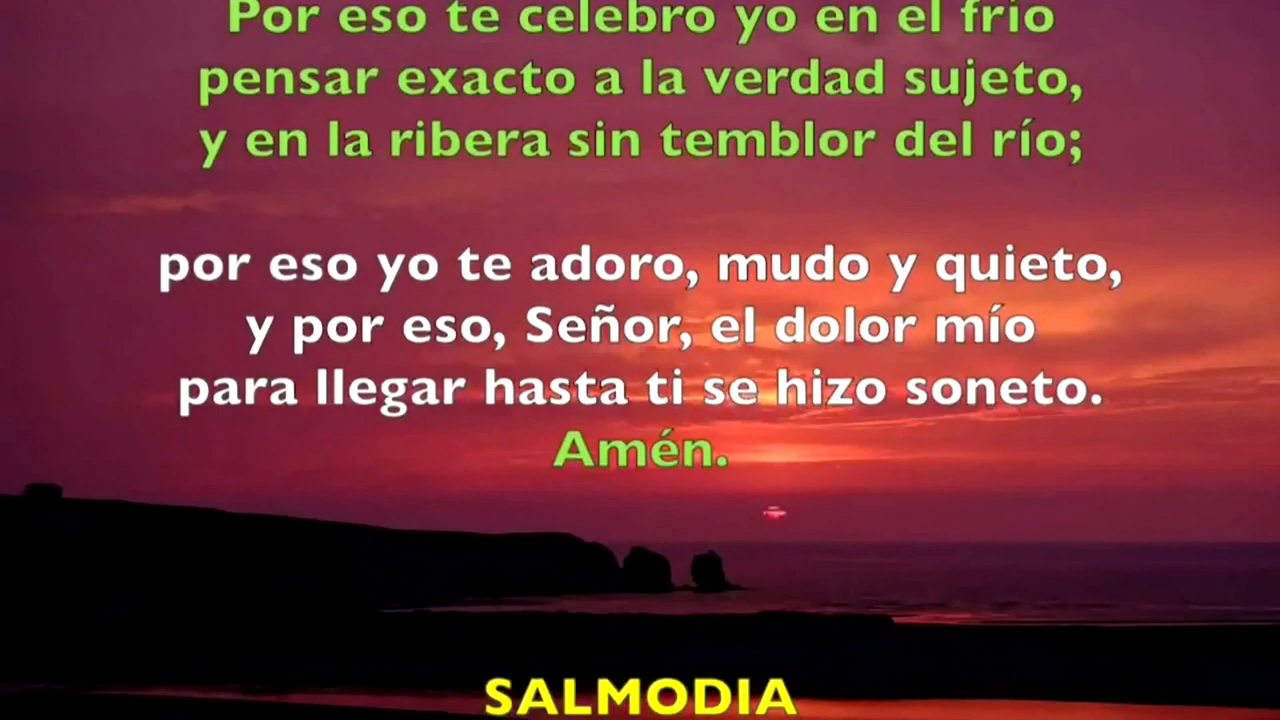 Por eso te celebro yo en el frío
pensar exacto a la verdad sujeto,
y en la ribera sin temblor del río;
por eso yo te adoro, mudo y quieto,
y por eso, Señor, el dolor mío
para llegar hasta ti se hizo soneto.
Amén.
SALMODIA